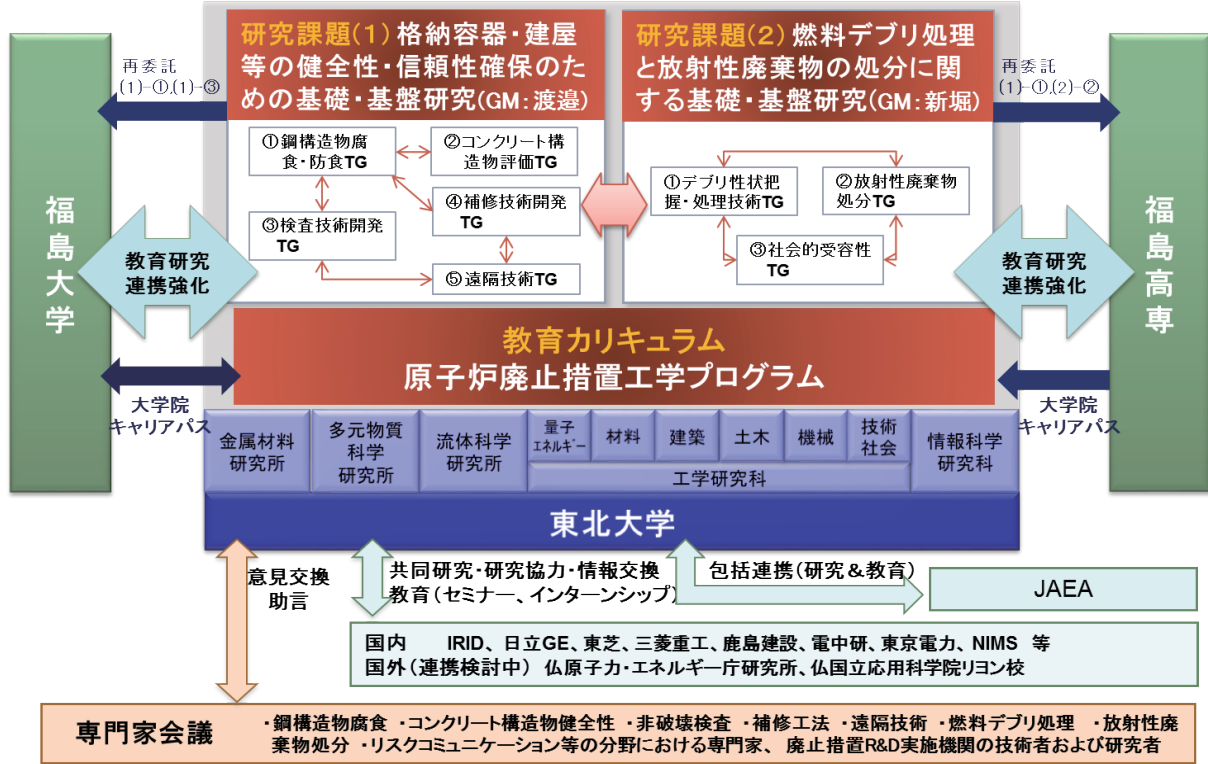 研究課題(1) 格納容器・建屋
等の健全性・信頼性確保のた
めの基礎・基盤研究(GM:渡邉)
研究課題(2) 燃料デブリ処理
と放射性廃棄物の処分に関
する基礎・基盤研究(GM:新堀)
再委託
(1)-①,(1)-③
再委託
(1)-①,(2)-②
①鋼構造物腐
食・防食TG
②コンクリート構
造物評価TG
③検査技術開発
TG
④補修技術開発
TG
⑤遠隔技術TG
①デブリ性状把
握・処理技術TG
②放射性廃棄物
処分TG
③社会的受容性
TG
福島大学
福島高専
教育研究
連携強化
教育研究
連携強化
教育カリキュラム
原子炉廃止措置工学プログラム
大学院
キャリアパス
大学院
キャリアパス
金属材料
研究所
多元物質
科学
研究所
流体科学
研究所
量子
エネルギー
材料
建築
土木
機械
技術
社会
工学研究科
情報科学
研究科
東北大学
意見交換
助言
共同研究・研究協力・情報交換
教育(セミナー、インターンシップ)
包括連携(研究&教育)
JAEA
国内 IRID、日立GE、東芝、三菱重工、鹿島建設、電中研、東京電力、NIMS 等
国外(連携検討中) 仏原子力・エネルギー庁研究所、仏国立応用科学院リヨン校
専門家会議
・鋼構造物腐食 ・コンクリート構造物健全性 ・非破壊検査 ・補修工法 ・遠隔技術 ・燃料デブリ処理 ・放射性廃
棄物処分 ・リスクコミュニケーション等の分野における専門家、 廃止措置R&D実施機関の技術者および研究者